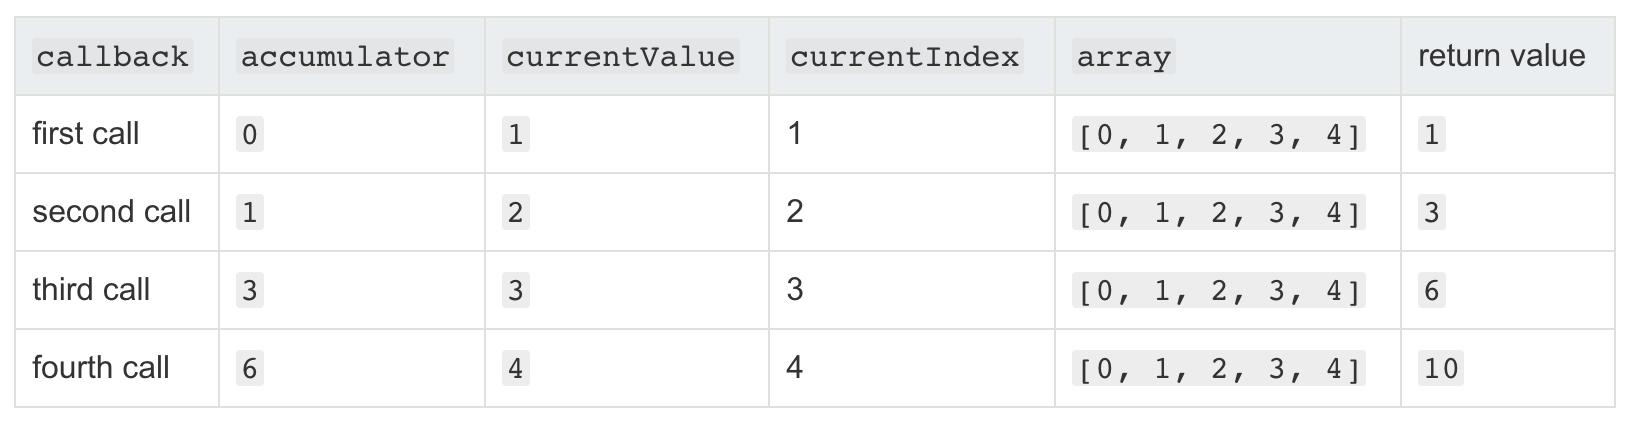 callback accumulator currentValue currentIndex array return value
first call 0 1 1 [0, 1, 2, 3, 4] 1
second call 1 2 2 [0, 1, 2, 3, 4] 3
third call 3 3 3 [0, 1, 2, 3, 4] 6
fourth call 6 4 4 [0, 1, 2, 3, 4] 10